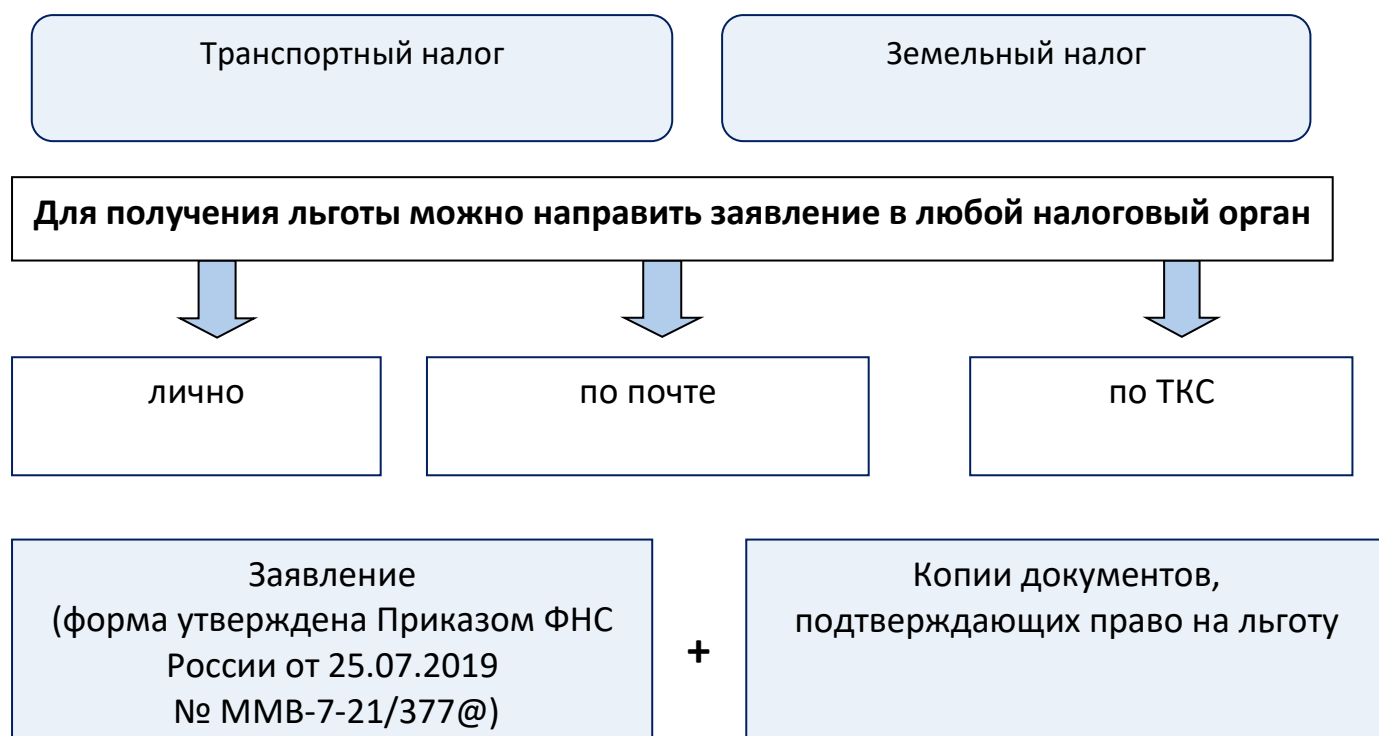 Транспортный налог
Земельный налог
Для получения льготы можно направить заявление в любой налоговый орган
лично
по почте
по ТКС
Заявление
(форма утверждена Приказом ФНС
России от 25.07.2019
№ ММВ-7-21/377@)
+
Копии документов,
подтверждающих право на льготу